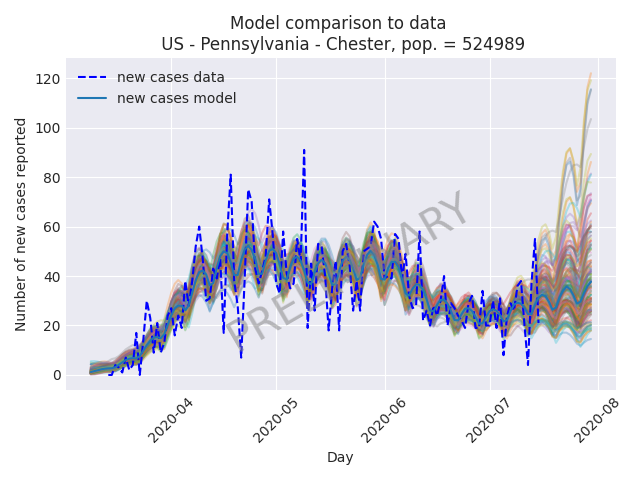 Model comparison to data
US - Pennsylvania - Chester, pop. = 524989
new cases data
new cases model
PRELIMINARY
Number of new cases reported
120
100
80
60
40
20
0
2020-04
2020-05
2020-06
2020-07
2020-08
Day